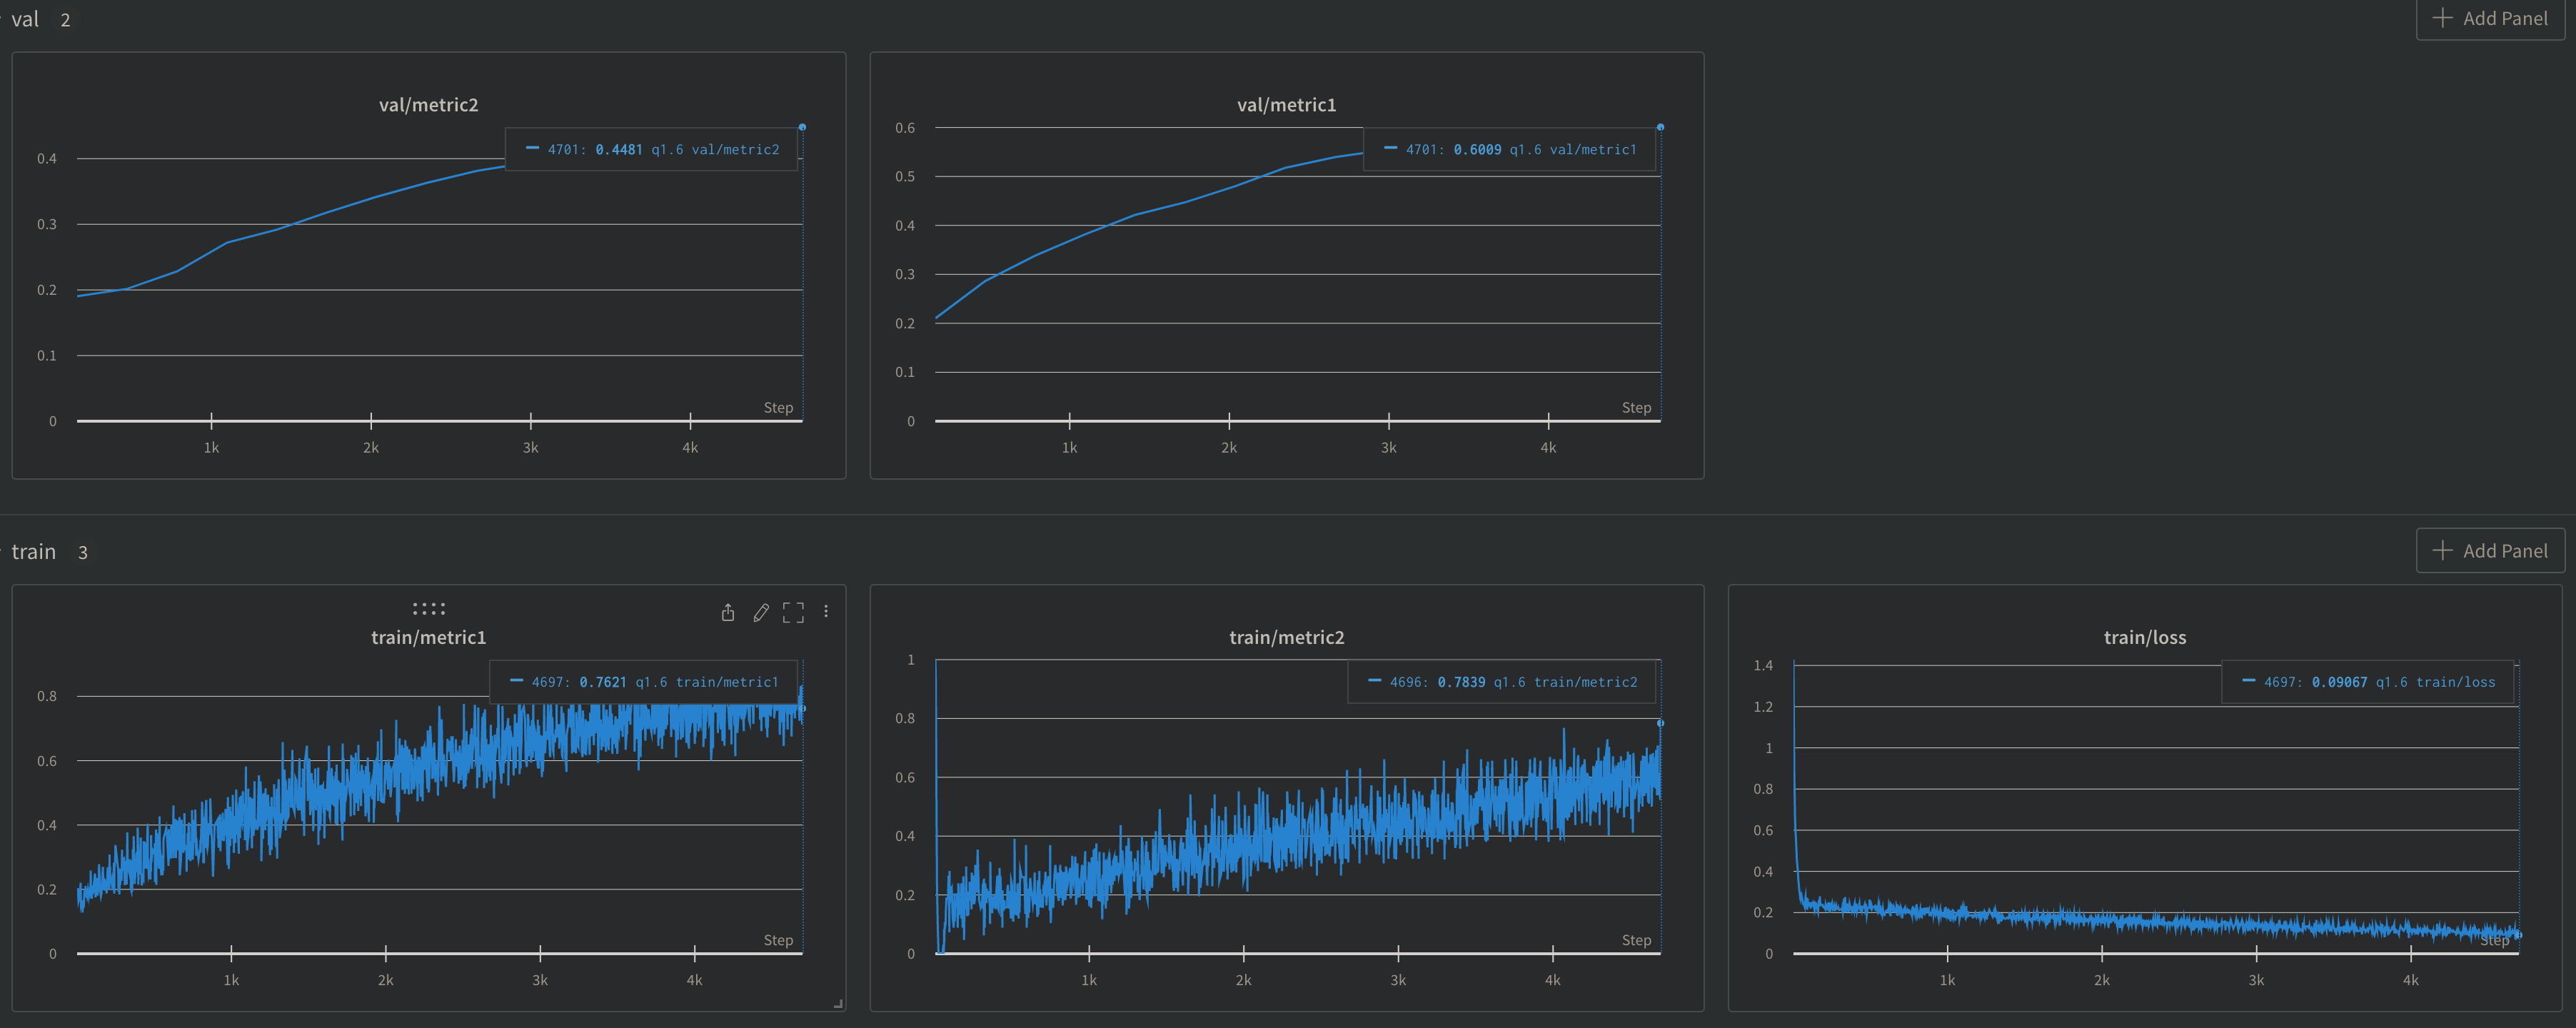 val 2
Add Panel
val/metric2
4701: 0.4481 q1.6 val/metric2
0.4
0.3
0.2
0.1
0
Step
1k 2k 3k 4k
val/metric1
4701: 0.6009 q1.6 val/metric1
0.6
0.5
0.4
0.3
0.2
0.1
0
Step
1k 2k 3k 4k
train 3
Add Panel
train/metric1
4697: 0.7621 q1.6 train/metric1
0.8
0.6
0.4
0.2
0
Step
1k 2k 3k 4k
train/metric2
4696: 0.7839 q1.6 train/metric2
1
0.8
0.6
0.4
0.2
0
Step
1k 2k 3k 4k
train/loss
4697: 0.09067 q1.6 train/loss
1.4
1.2
1
0.8
0.6
0.4
0.2
0
Step
1k 2k 3k 4k